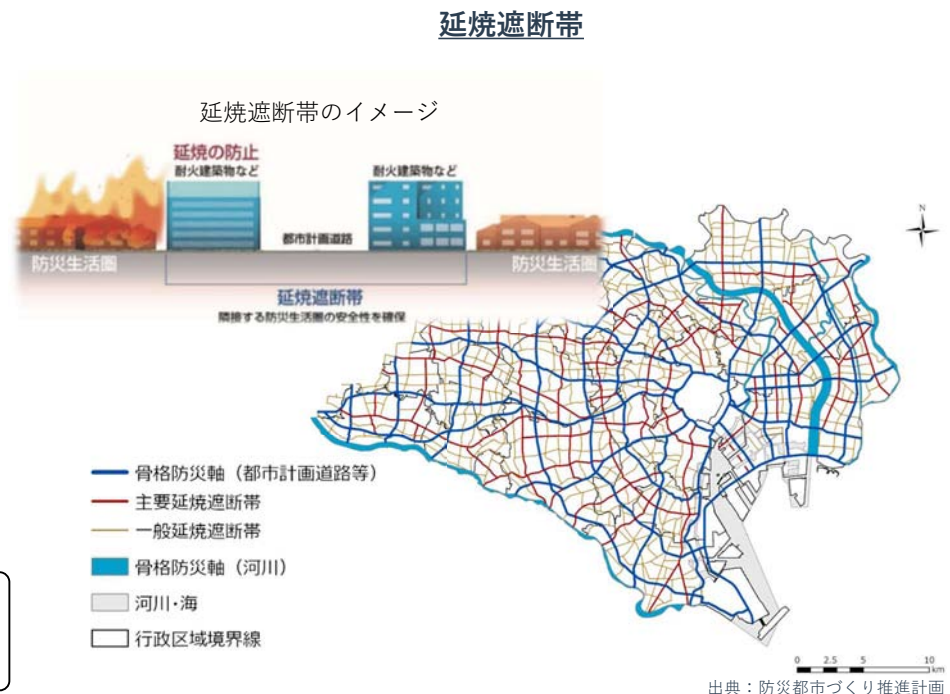 延焼遮断帯
延焼遮断帯のイメージ
延焼の防止
耐火建築物など
耐火建築物など
都市計画道路
防災生活圏
防災生活圏
延焼遮断帯
隣接する防災生活圏の安全性を確保
N
骨格防災軸（都市計画道路等）
主要延焼遮断帯
一般延焼遮断帯
骨格防災軸（河川）
河川・海
行政区域境界線
0 2.5 5 10
km
出典：防災都市づくり推進計画